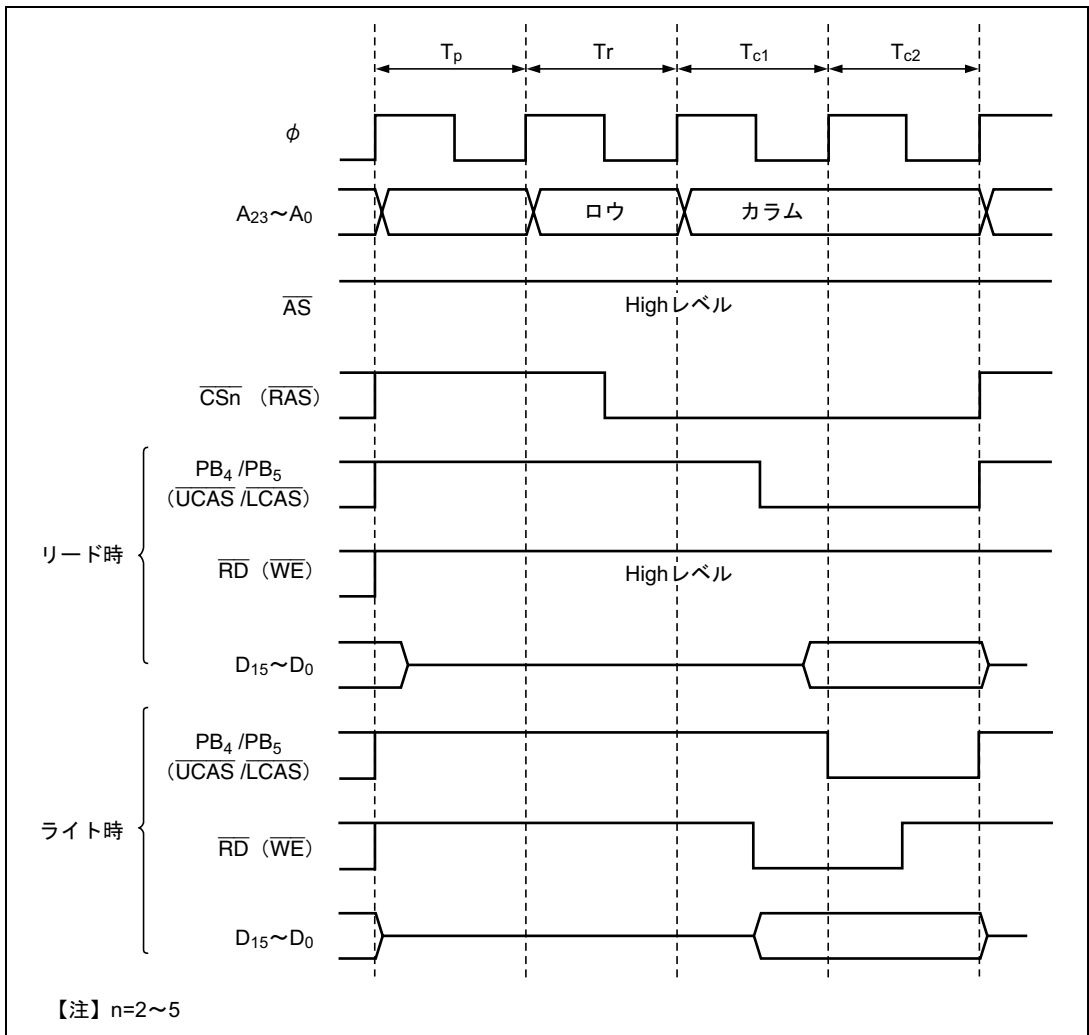 Tp Tr Tc1 Tc2
φ
A23～A0 ロウ カラム
AS Highレベル
CSn （RAS）
リード時
PB4 /PB5
（UCAS /LCAS）
RD （WE） Highレベル
D15～D0
ライト時
PB4 /PB5
（UCAS /LCAS）
RD （WE）
D15～D0
【注】n=2～5